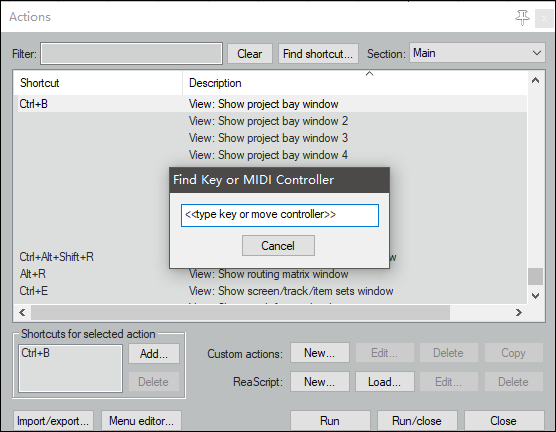 Actions
Filter: Clear Find shortcut... Section: Main
Shortcut Description
Ctrl+B View: Show project bay window
View: Show project bay window 2
View: Show project bay window 3
View: Show project bay window 4
Find Key or MIDI Controller
<<type key or move controller>>
Cancel
Ctrl+Alt+Shift+R
Alt+R View: Show routing matrix window
Ctrl+E View: Show screen/track/item sets window
Shortcuts for selected action
Ctrl+B Add... Custom actions: New... Edit... Delete Copy
Delete ReaScript: New... Load... Edit... Delete
Import/export... Menu editor... Run Run/close Close